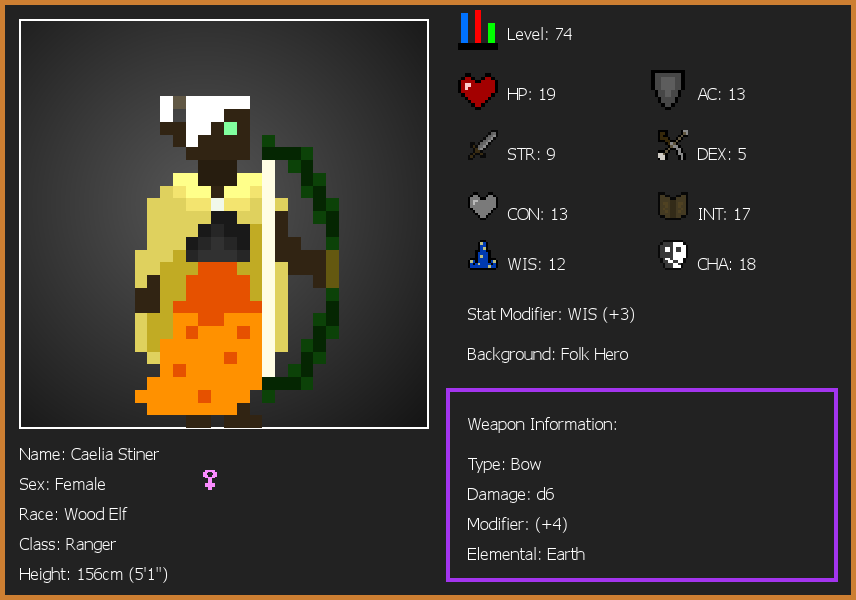 Level: 74
HP: 19
AC: 13
STR: 9
DEX: 5
CON: 13
INT: 17
WIS: 12
CHA: 18
Stat Modifier: WIS (+3)
Background: Folk Hero
Weapon Information:
Type: Bow
Damage: d6
Modifier: (+4)
Elemental: Earth
Name: Caelia Stiner
Sex: Female
Race: Wood Elf
Class: Ranger
Height: 156cm (5'1")